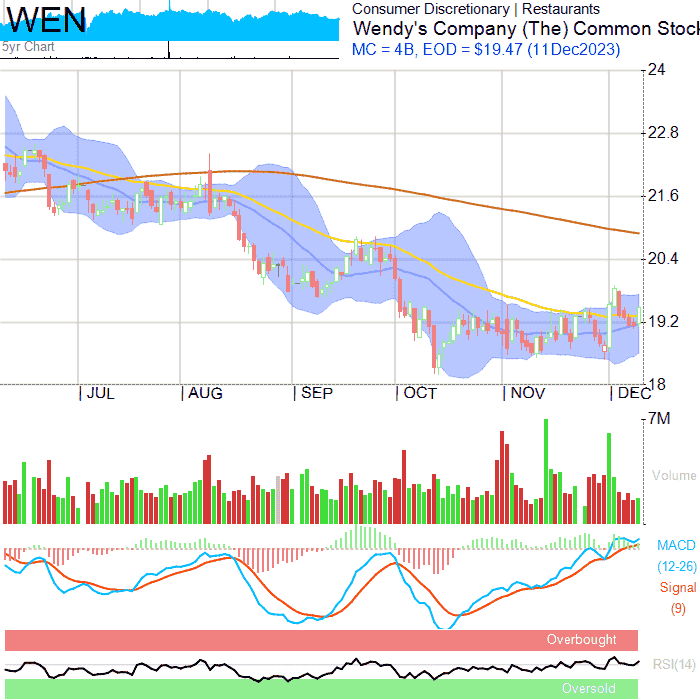 WEN
5yr Chart
Consumer Discretionary | Restaurants
Wendy's Company (The) Common Stock
MC = 4B, EOD = $19.47 (11Dec2023)
24
22.8
21.6
20.4
19.2
18
JUL
AUG
SEP
OCT
NOV
DEC
7M
Volume
MACD
(12-26)
Signal
(9)
Overbought
RSI(14)
Oversold